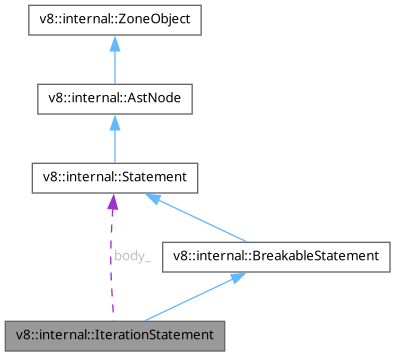 v8::internal::ZoneObject
v8::internal::AstNode
v8::internal::Statement
v8::internal::BreakableStatement
body_
v8::internal::IterationStatement